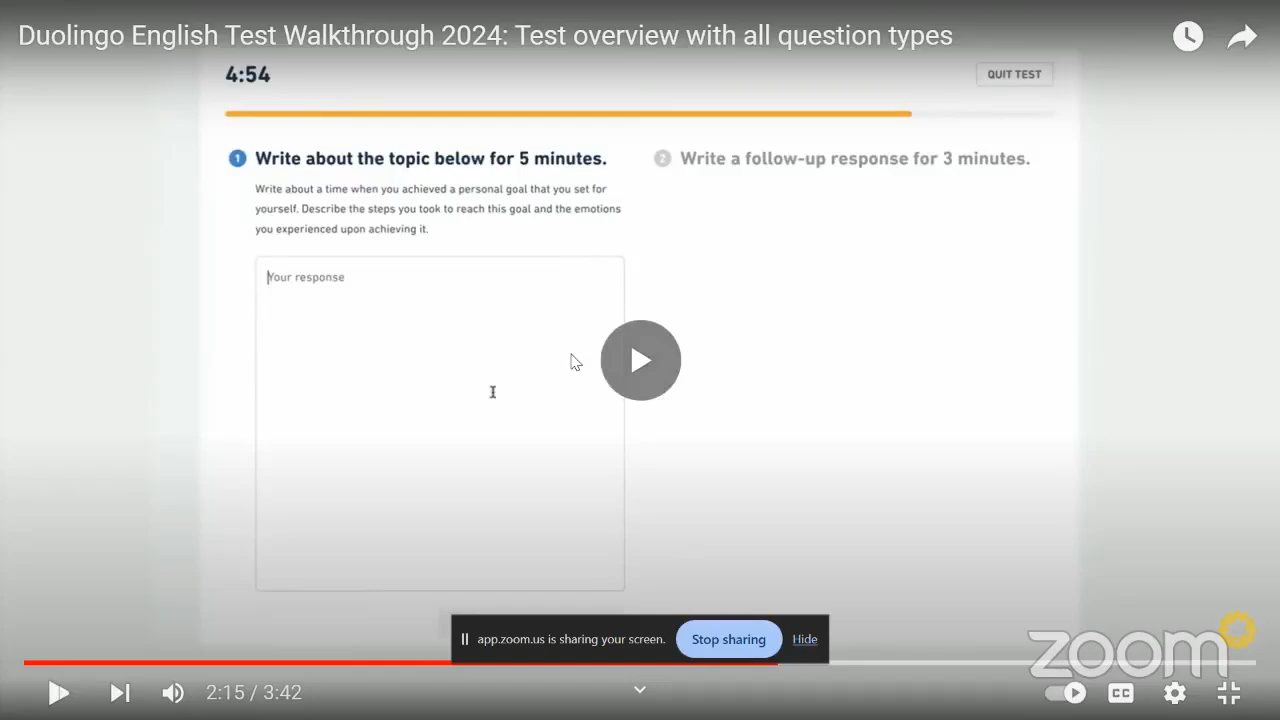 Duolingo English Test Walkthrough 2024: Test overview with all question types
4:54
QUIT TEST
1 Write about the topic below for 5 minutes.
Write about a time when you achieved a personal goal that you set for
yourself. Describe the steps you took to reach this goal and the emotions
you experienced upon achieving it.
Your response
2 Write a follow-up response for 3 minutes.
app.zoom.us is sharing your screen.
Stop sharing
Hide
zoom
2:15 / 3:42
CC